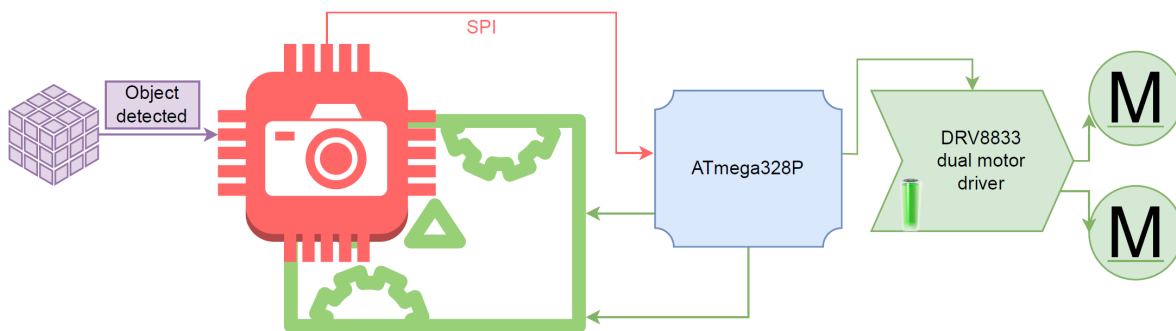 SPI
Object
detected
ATmega328P
DRV8833
dual motor
driver
M
M